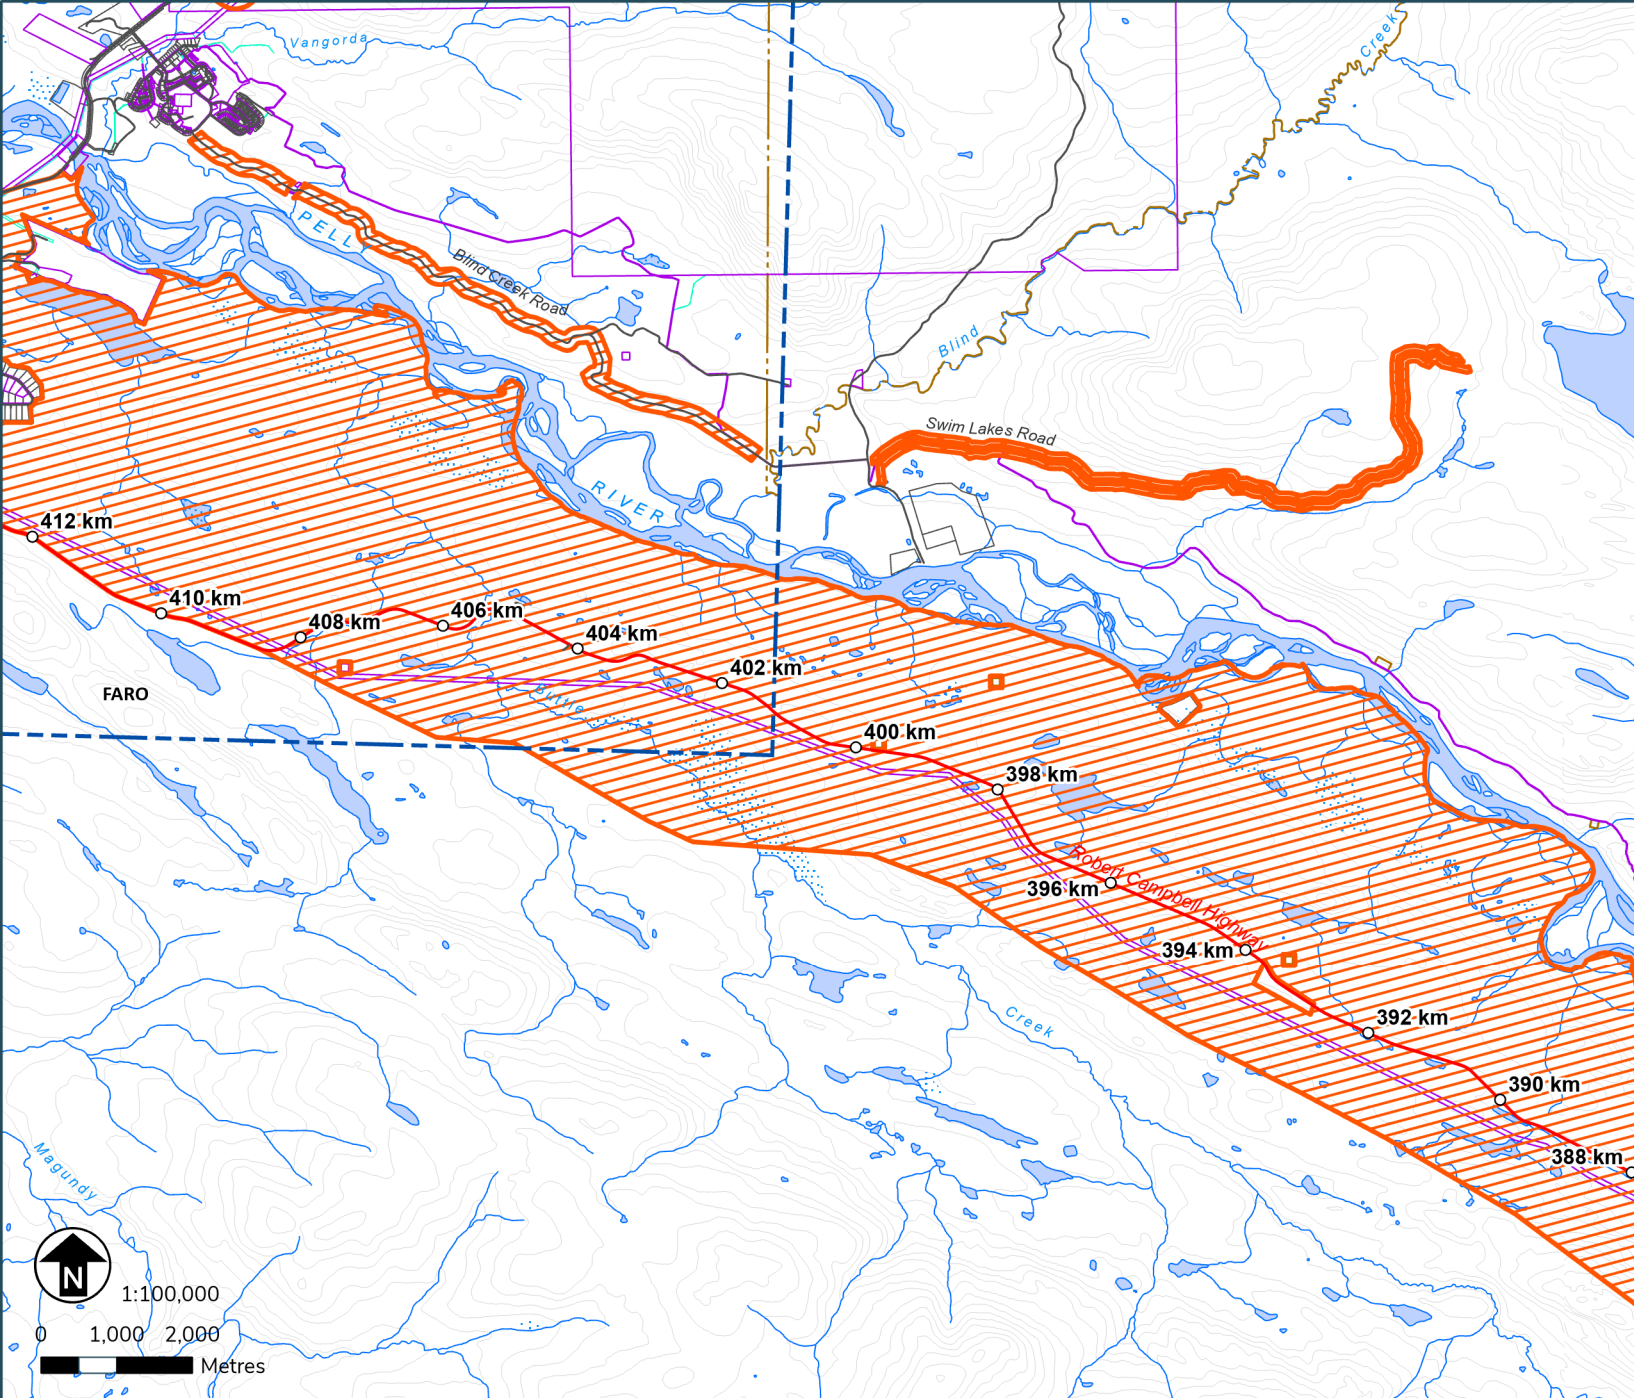 Vangorda
Creek
PELL
Blind Creek Road
Blind
Swim Lakes Road
RIVER
412 km
410 km
408 km
406 km
404 km
402 km
FARO
Buttle
400 km
398 km
Robert Campbell Highway
396 km
394 km
392 km
Creek
390 km
388 km
Magundy
N
1:100,000
0 1,000 2,000
Metres